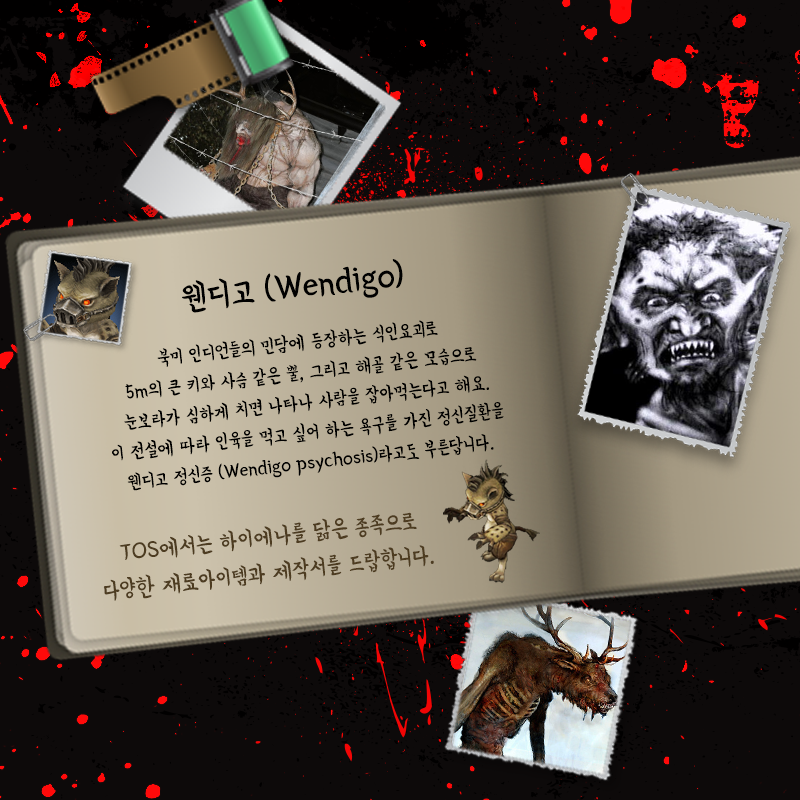 웬디고 (Wendigo)
북미 인디언들의 민담에 등장하는 식인요괴로
5m의 큰 키와 사슴 같은 뿔, 그리고 해골 같은 모습으로
눈보라가 심하게 치면 나타나 사람을 잡아먹는다고 해요.
이 전설에 따라 인육을 먹고 싶어 하는 욕구를 가진 정신질환을
웬디고 정신증 (Wendigo psychosis)라고도 부른답니다.
TOS에서는 하이에나를 닮은 종족으로
다양한 재료아이템과 제작서를 드랍합니다.